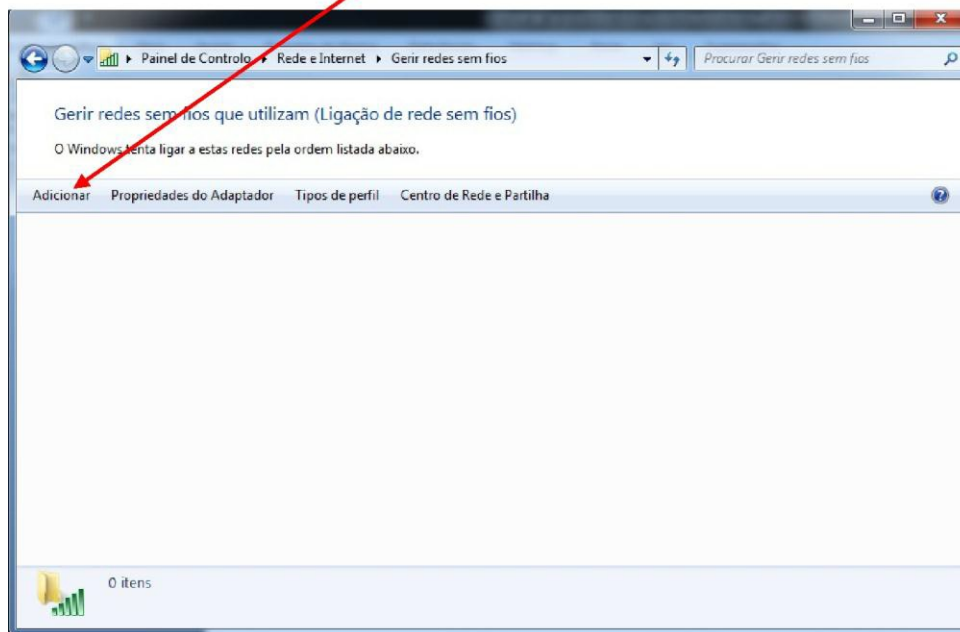 Painel de Controlo Rede e Internet Gerir redes sem fios Procurar Gerir redes sem fios
Gerir redes sem fios que utilizam (Ligação de rede sem fios)
O Windows tenta ligar a estas redes pela ordem listada abaixo.
Adicionar Propriedades do Adaptador Tipos de perfil Centro de Rede e Partilha
0 itens